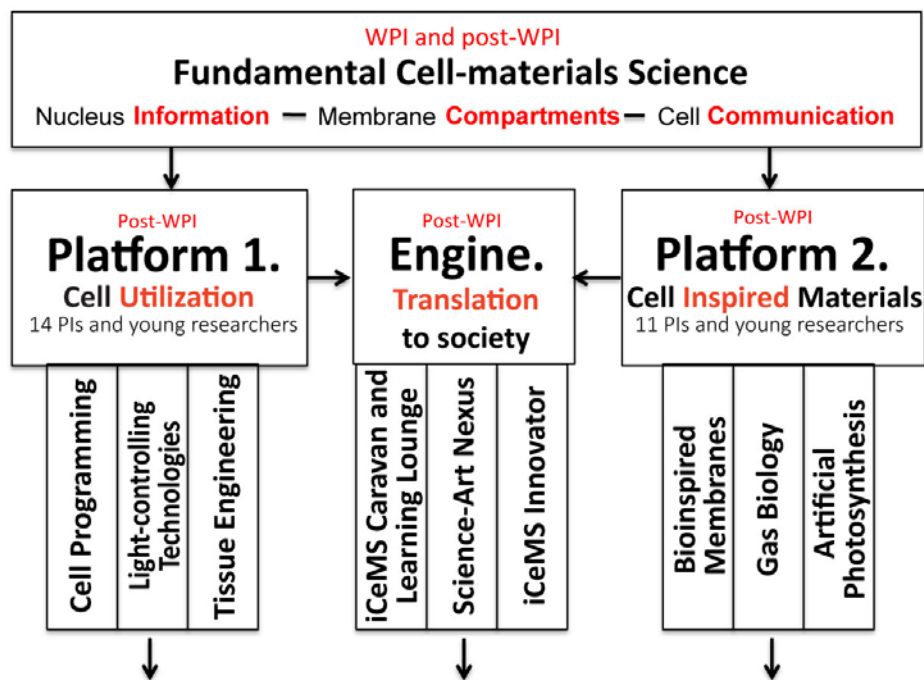 WPI and post-WPI
Fundamental Cell-materials Science
Nucleus Information — Membrane Compartments — Cell Communication
Post-WPI
Platform 1.
Cell Utilization
14 PIs and young researchers
Post-WPI
Engine.
Translation
to society
Post-WPI
Platform 2.
Cell Inspired Materials
11 PIs and young researchers
Cell Programming
Light-controlling
Technologies
Tissue Engineering
iCeMS Caravan and
Learning Lounge
Science-Art Nexus
iCeMS Innovator
Bioinspired
Membranes
Gas Biology
Artificial
Photosynthesis